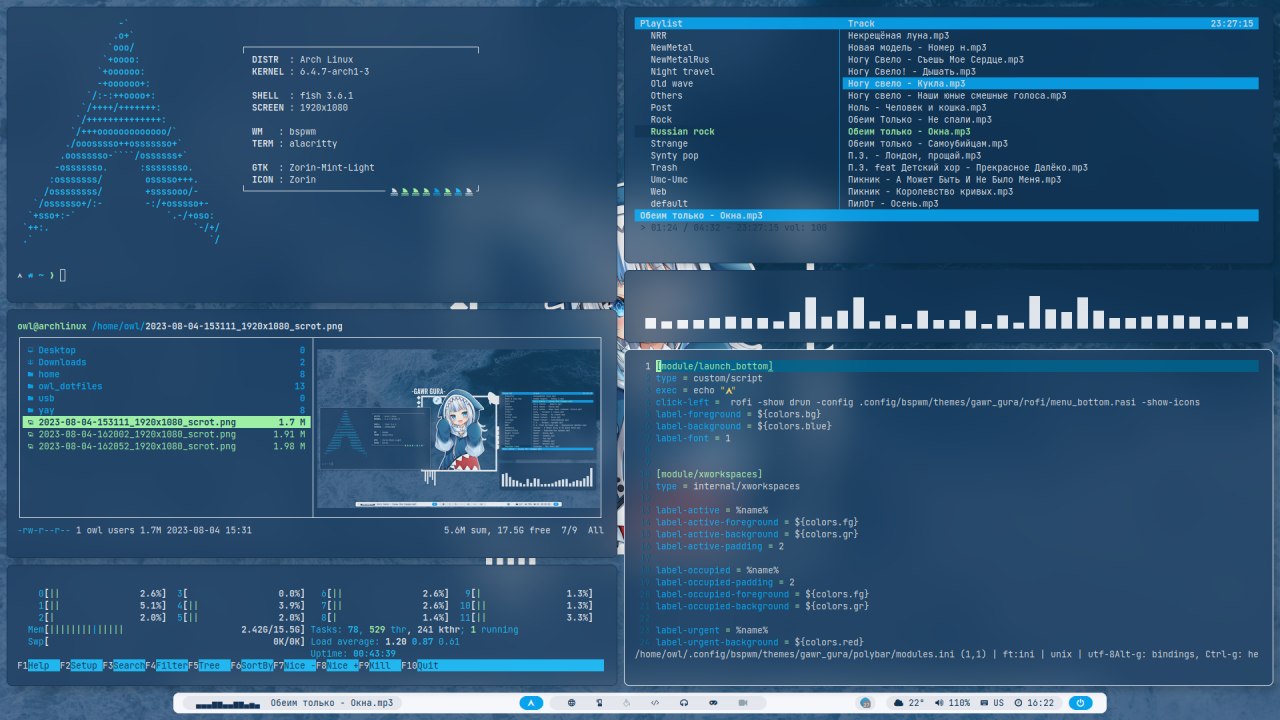 DISTR  : Arch Linux
KERNEL : 6.4.7-arch1-3
SHELL  : fish 3.6.1
SCREEN : 1920x1080
WM     : bspwm
TERM   : alacritty
GTK    : Zorin-Mint-Light
ICON   : Zorin
~ ❯
Playlist Track 23:27:15
NRR Некрещёная луна.mp3
NewMetal Новая модель - Номер н.mp3
NewMetalRus Ногу Свело - Съешь Мое Сердце.mp3
Night travel Ногу Свело! - Дышать.mp3
Old wave Ногу свело - Кукла.mp3
Others Ногу свело - Наши юные смешные голоса.mp3
Post Ноль - Человек и кошка.mp3
Rock Обеим Только - Не спали.mp3
Russian rock Обеим только - Окна.mp3
Strange Обеим только - Самоубийцам.mp3
Synty pop П.Э. - Лондон, прощай.mp3
Trash П.Э. feat Детский хор - Прекрасное Далёко.mp3
Umc-Umc Пикник - А Может Быть И Не Было Меня.mp3
Web Пикник - Королевство кривых.mp3
default ПилОт - Осень.mp3
Обеим только - Окна.mp3
> 01:24 / 04:32 - 23:27:15 vol: 100
owl@archlinux /home/owl/2023-08-04-153111_1920x1080_scrot.png
Desktop 0
Downloads 2
home 8
owl_dotfiles 13
usb 0
yay 8
2023-08-04-153111_1920x1080_scrot.png 1.7 M
2023-08-04-162002_1920x1080_scrot.png 1.91 M
2023-08-04-162052_1920x1080_scrot.png 1.98 M
GAWR GURA
-rw-r--r-- 1 owl users 1.7M 2023-08-04 15:31 5.6M sum, 17.5G free 7/9 All
1 [module/launch_bottom]
type = custom/script
exec = echo ""
click-left = rofi -show drun -config .config/bspwm/themes/gawr_gura/rofi/menu_bottom.rasi -show-icons
label-foreground = ${colors.bg}
label-background = ${colors.blue}
label-font = 1
[module/xworkspaces]
type = internal/xworkspaces
label-active = %name%
label-active-foreground = ${colors.fg}
label-active-background = ${colors.gr}
label-active-padding = 2
label-occupied = %name%
label-occupied-padding = 2
label-occupied-foreground = ${colors.fg}
label-occupied-background = ${colors.gr}
label-urgent = %name%
label-urgent-background = ${colors.red}
/home/owl/.config/bspwm/themes/gawr_gura/polybar/modules.ini (1,1) | ft:ini | unix | utf-8Alt-g: bindings, Ctrl-g: he
0[|| 2.6%] 3[ 0.0%] 6[|| 2.6%] 9[| 1.3%]
1[|| 5.1%] 4[|| 3.9%] 7[|| 2.6%] 10[| 1.3%]
2[| 2.0%] 5[|| 2.0%] 8[| 1.4%] 11[|| 3.3%]
Mem[||||||||||||||| 2.42G/15.5G] Tasks: 78, 529 thr, 241 kthr; 1 running
Swp[ 0K/0K] Load average: 1.20 0.87 0.61
Uptime: 00:43:39
F1Help F2Setup F3SearchF4FilterF5Tree F6SortByF7Nice -F8Nice +F9Kill F10Quit
Обеим только - Окна.mp3 22° 110% US 16:22